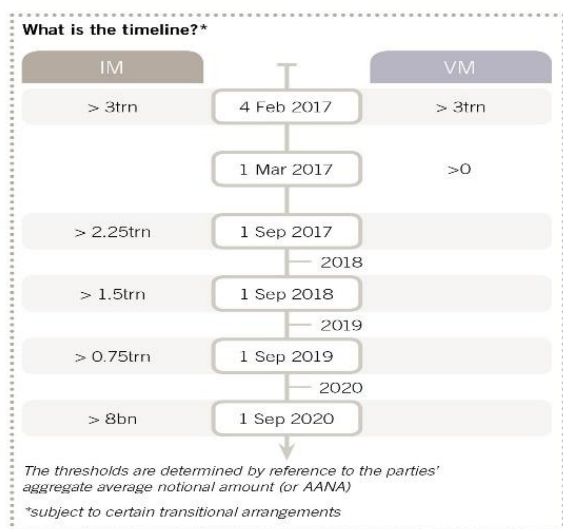 What is the timeline?*
IM VM
> 3trn 4 Feb 2017 > 3trn
1 Mar 2017 >0
> 2.25trn 1 Sep 2017
2018
> 1.5trn 1 Sep 2018
2019
> 0.75trn 1 Sep 2019
2020
> 8bn 1 Sep 2020
The thresholds are determined by reference to the parties'
aggregate average notional amount (or AANA)
*subject to certain transitional arrangements